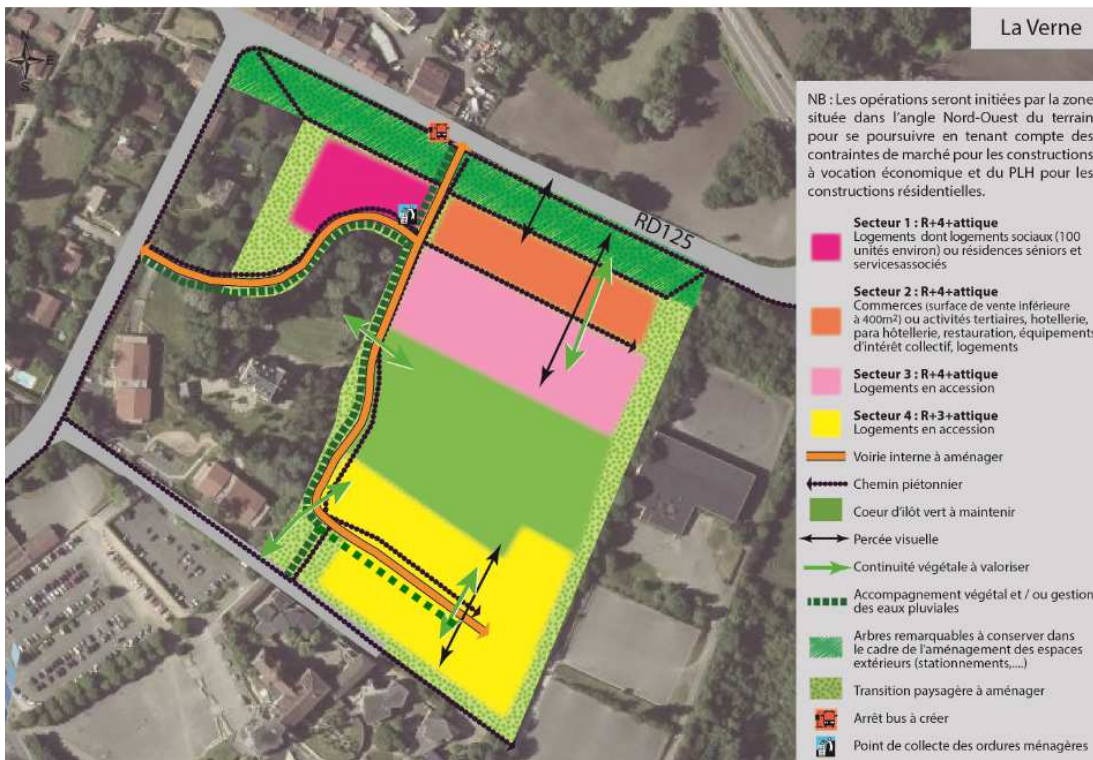 La Verne
N
E
S
RD125
NB : Les opérations seront initiées par la zone
située dans l'angle Nord-Ouest du terrain
pour se poursuivre en tenant compte des
contraintes de marché pour les constructions
à vocation économique et du PLH pour les
constructions résidentielles.
Secteur 1 : R+4+attique
Logements dont logements sociaux (100
unités environ) ou résidences séniors et
servicesassociés
Secteur 2 : R+4+attique
Commerces (surface de vente inférieure
à 400m²) ou activités tertiaires, hotellerie,
para hôtellerie, restauration, équipements
d'intérêt collectif, logements
Secteur 3 : R+4+attique
Logements en accession
Secteur 4 : R+3+attique
Logements en accession
Voirie interne à aménager
Chemin piétonnier
Coeur d'ilôt vert à maintenir
Percée visuelle
Continuité végétale à valoriser
Accompagnement végétal et / ou gestion
des eaux pluviales
Arbres remarquables à conserver dans
le cadre de l'aménagement des espaces
extérieurs (stationnements,....)
Transition paysagère à aménager
Arrêt bus à créer
Point de collecte des ordures ménagères